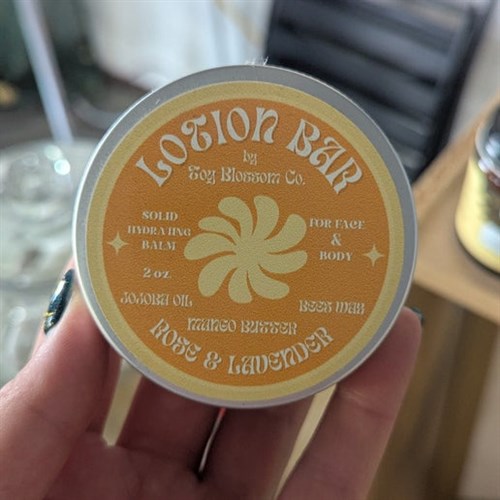 LOTION BAR
by
Foy Blossom Co.
SOLID
HYDRATING
BALM
2 oz.
FOR FACE
&
BODY
JOJOBA OIL
BEES WAX
MANGO BUTTER
ROSE & LAVENDER